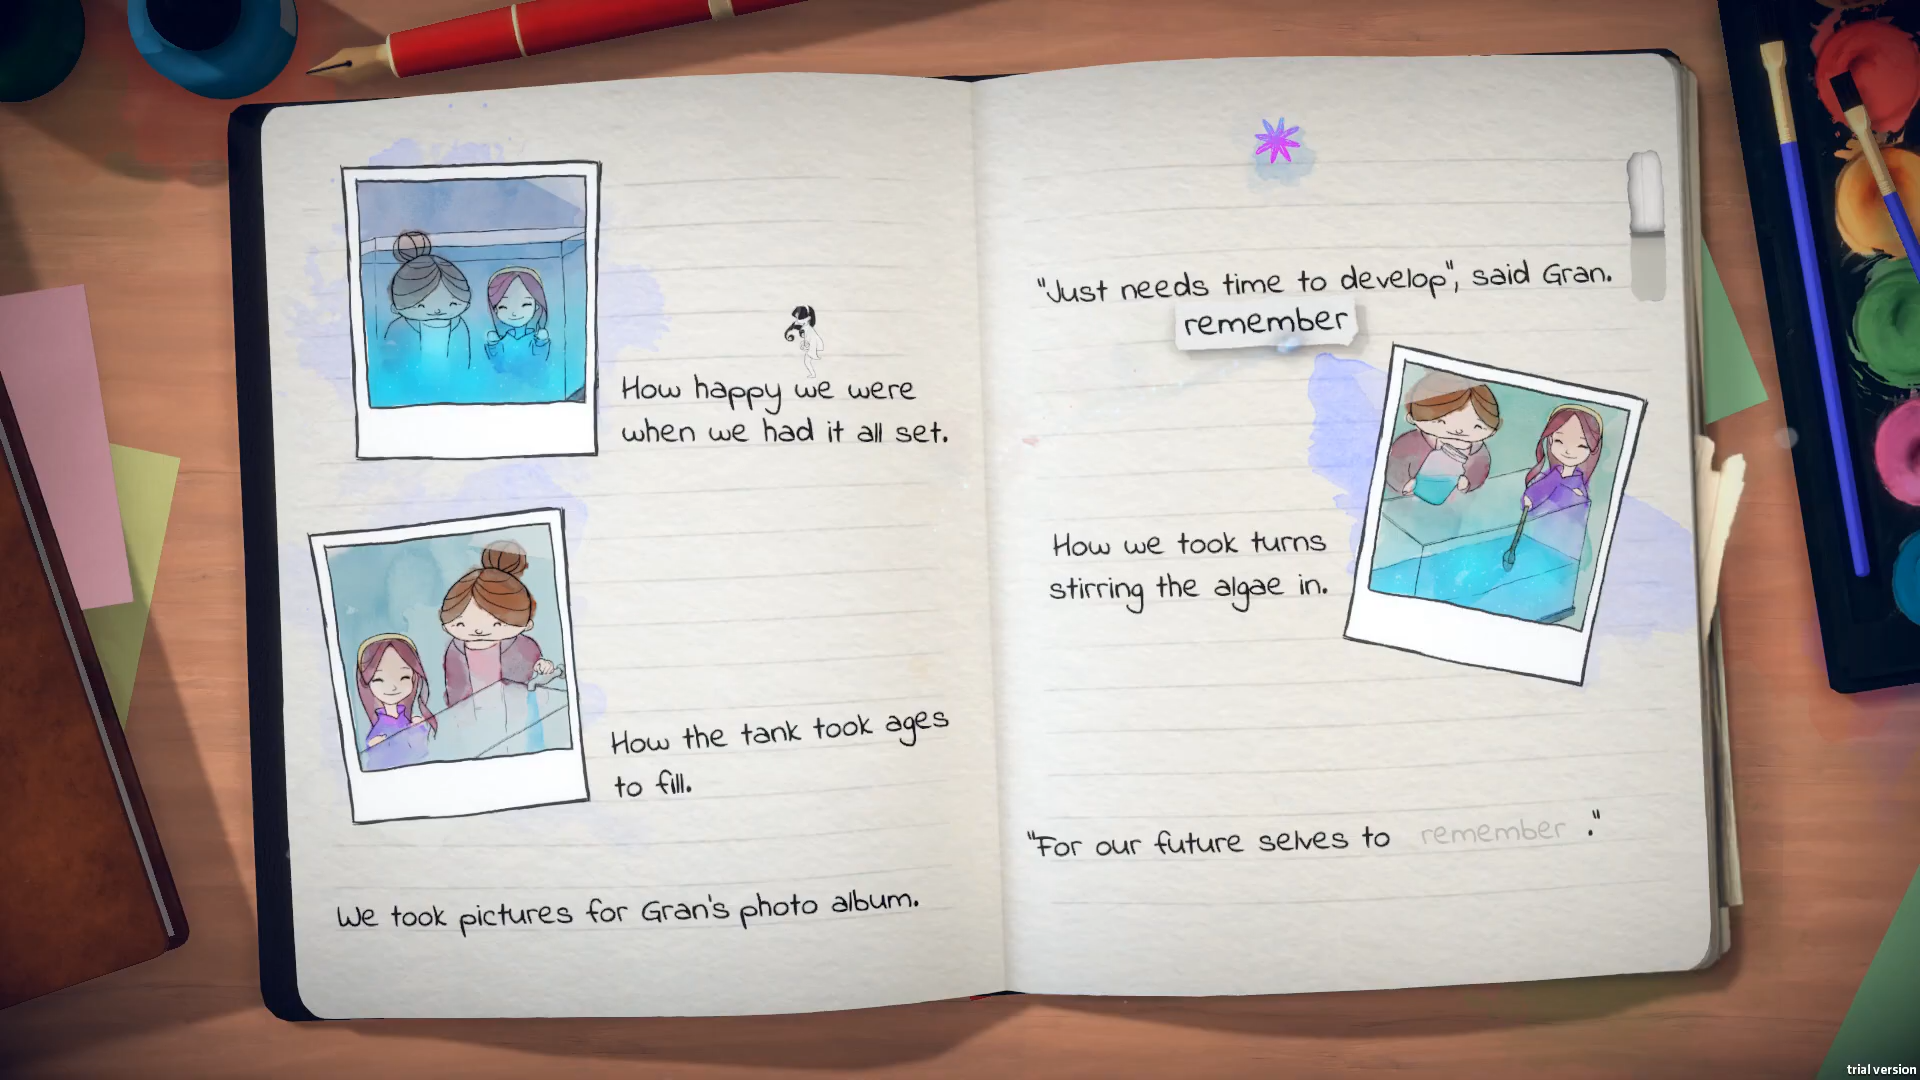 How happy we were
when we had it all set.
How the tank took ages
to fill.
We took pictures for Gran's photo album.
"Just needs time to develop", said Gran.
remember
How we took turns
stirring the algae in.
"For our future selves to remember ."
trial version